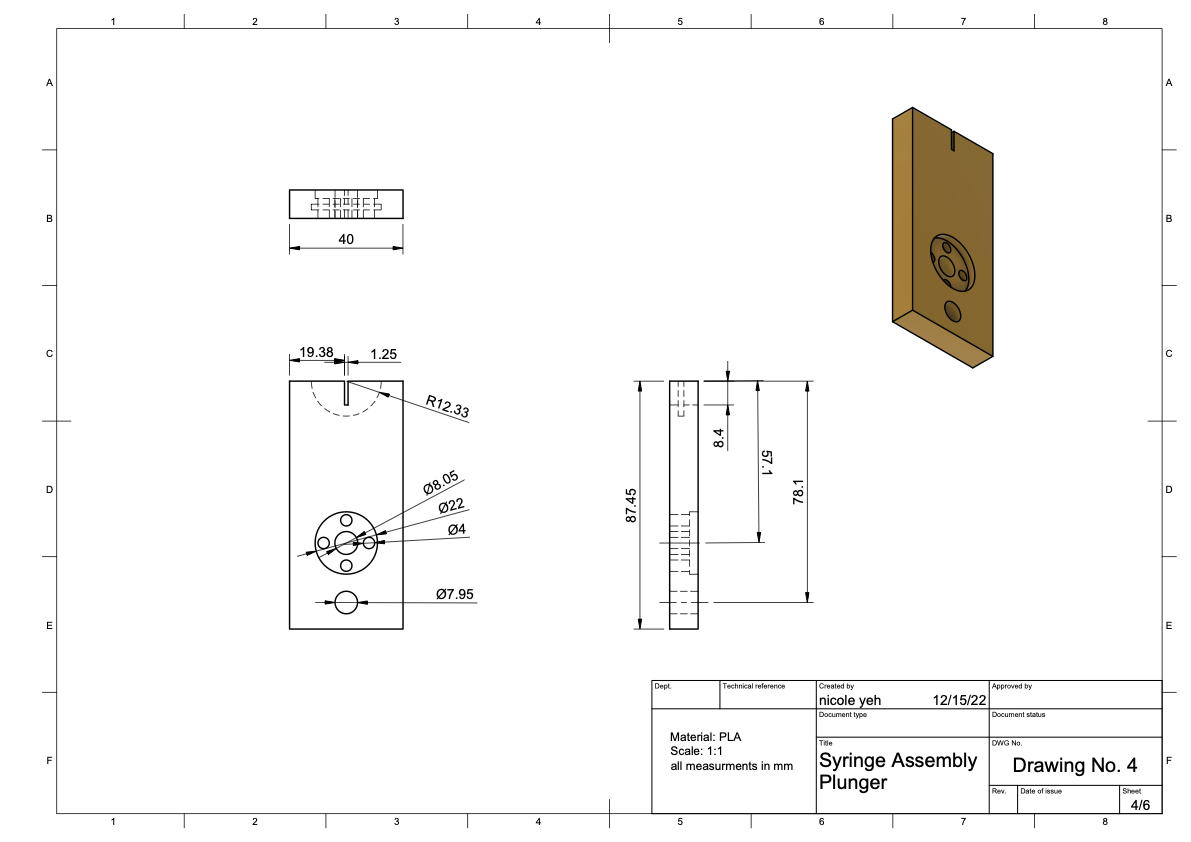 1 2 3 4 5 6 7 8
A A
B B
40
C C
19.38 1.25
R12.33
8.4
57.1
D D
87.45
78.1
Ø8.05
Ø22
Ø4
Ø7.95
E E
Dept. Technical reference Created by Approved by
nicole yeh 12/15/22
Document type Document status
Material: PLA
Scale: 1:1
all measurments in mm
Title DWG No.
Syringe Assembly
Plunger
Drawing No. 4
F F
Rev. Date of issue Sheet
4/6
1 2 3 4 5 6 7 8